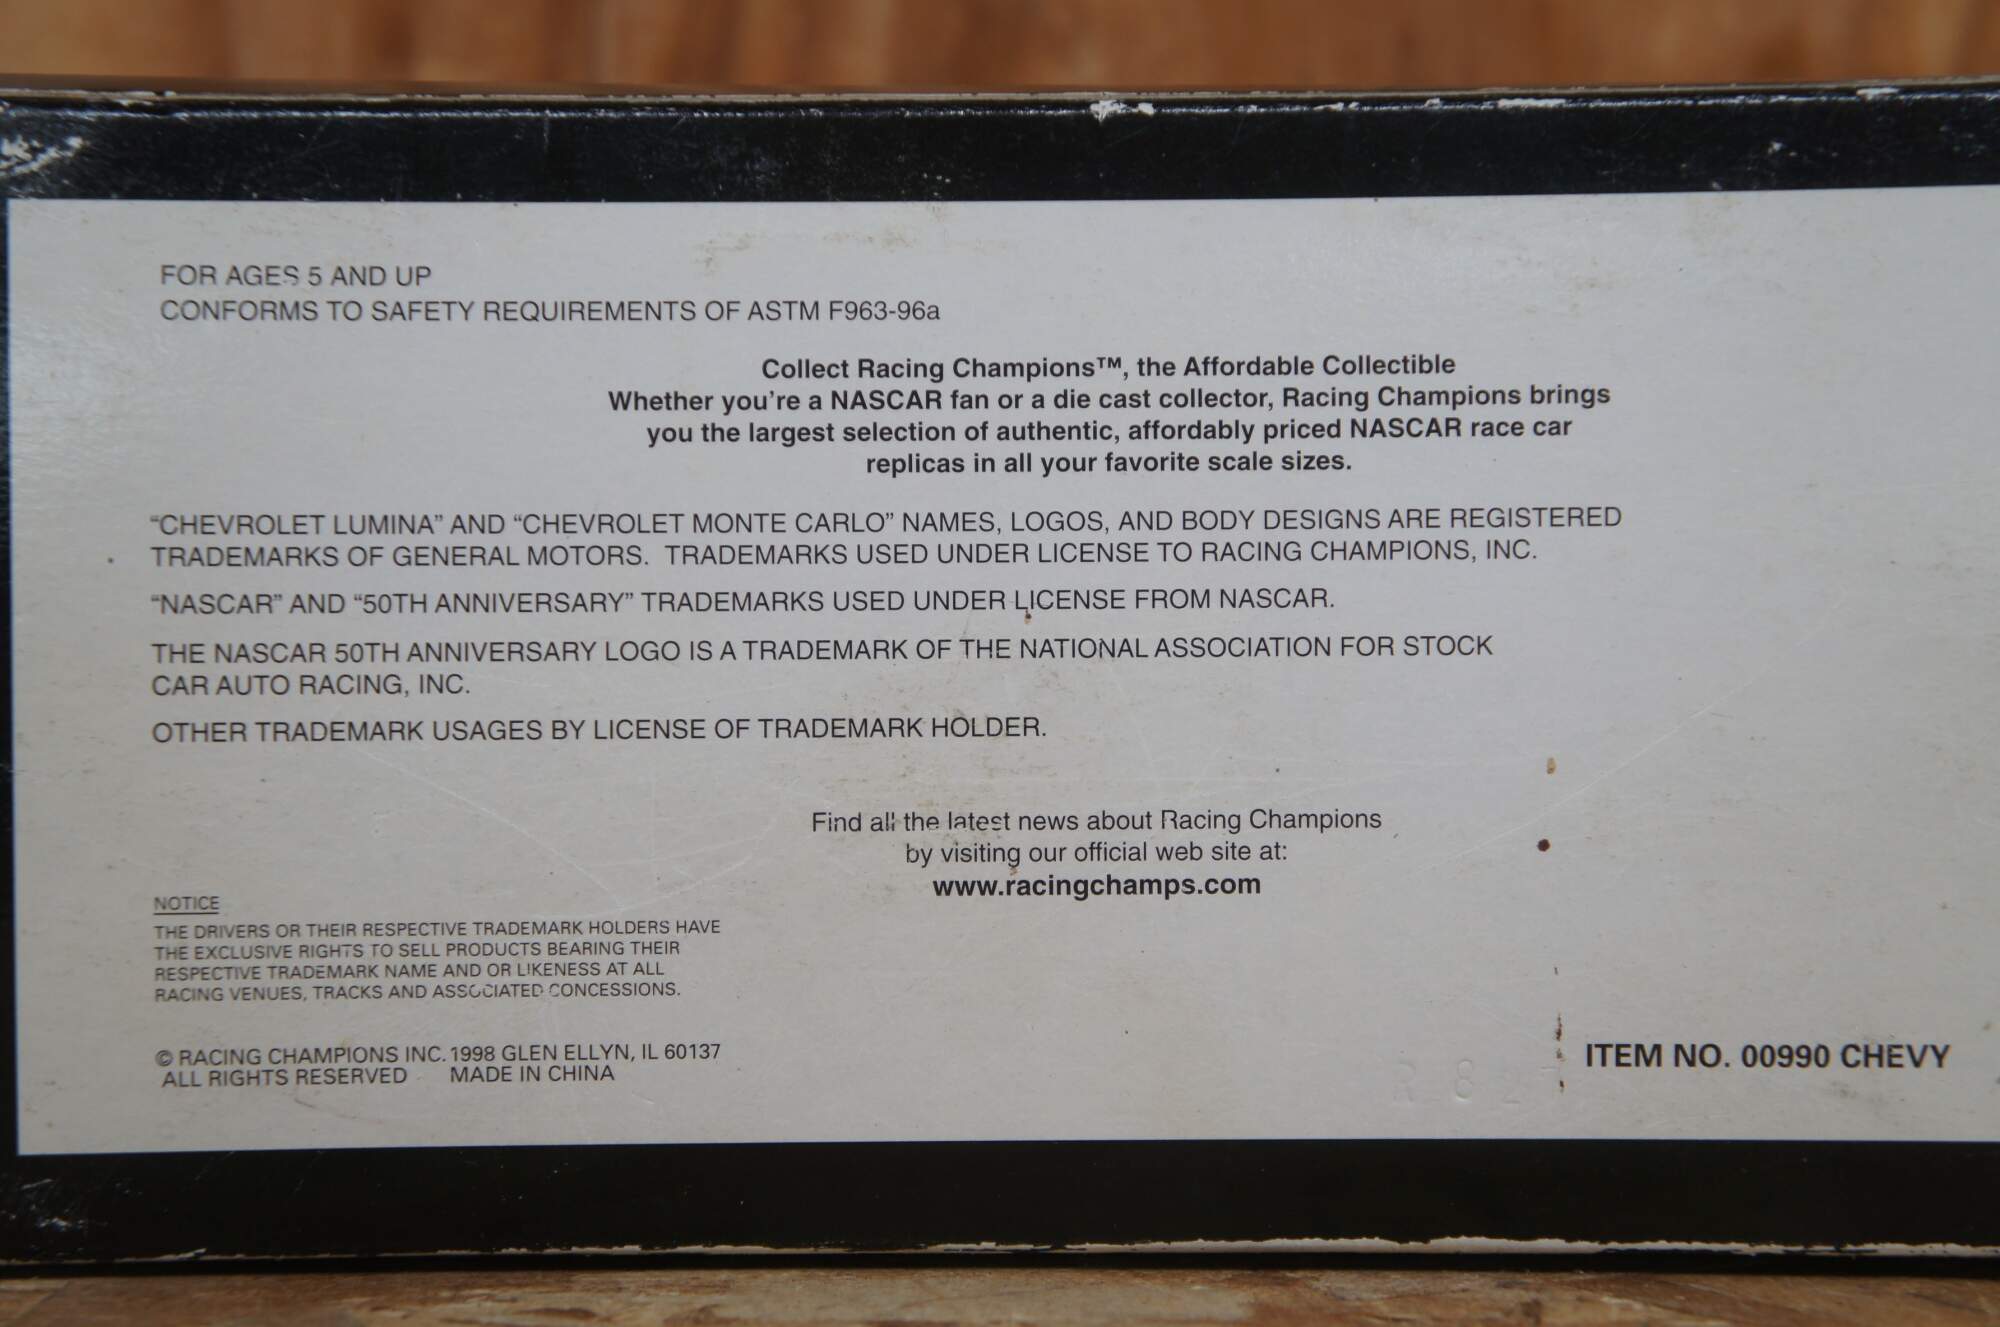 FOR AGES 5 AND UP
CONFORMS TO SAFETY REQUIREMENTS OF ASTM F963-96a
Collect Racing Champions™, the Affordable Collectible
Whether you're a NASCAR fan or a die cast collector, Racing Champions brings
you the largest selection of authentic, affordably priced NASCAR race car
replicas in all your favorite scale sizes.
“CHEVROLET LUMINA” AND “CHEVROLET MONTE CARLO” NAMES, LOGOS, AND BODY DESIGNS ARE REGISTERED
TRADEMARKS OF GENERAL MOTORS. TRADEMARKS USED UNDER LICENSE TO RACING CHAMPIONS, INC.
“NASCAR” AND “50TH ANNIVERSARY” TRADEMARKS USED UNDER LICENSE FROM NASCAR.
THE NASCAR 50TH ANNIVERSARY LOGO IS A TRADEMARK OF THE NATIONAL ASSOCIATION FOR STOCK
CAR AUTO RACING, INC.
OTHER TRADEMARK USAGES BY LICENSE OF TRADEMARK HOLDER.
Find all the latest news about Racing Champions
by visiting our official web site at:
www.racingchamps.com
NOTICE
THE DRIVERS OR THEIR RESPECTIVE TRADEMARK HOLDERS HAVE
THE EXCLUSIVE RIGHTS TO SELL PRODUCTS BEARING THEIR
RESPECTIVE TRADEMARK NAME AND OR LIKENESS AT ALL
RACING VENUES, TRACKS AND ASSOCIATED CONCESSIONS.
© RACING CHAMPIONS INC. 1998 GLEN ELLYN, IL 60137
ALL RIGHTS RESERVED MADE IN CHINA
ITEM NO. 00990 CHEVY